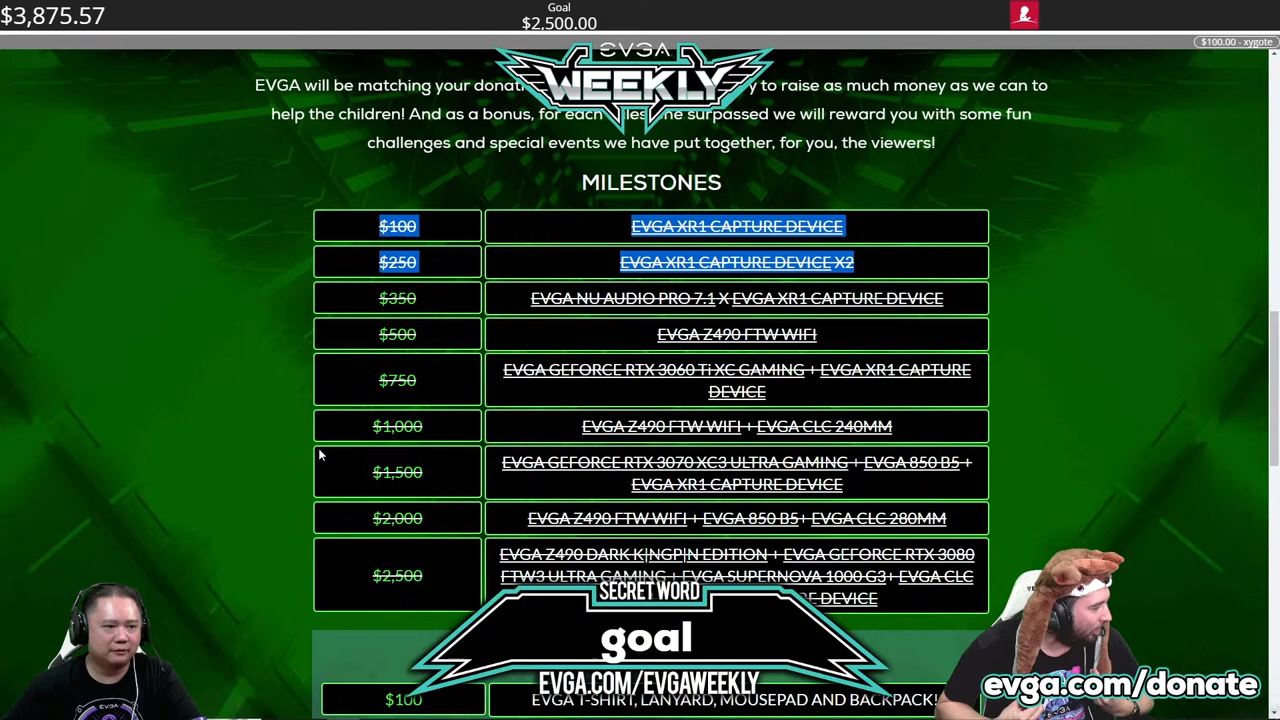 $3,875.57
Goal
$2,500.00
$100.00 - xygote
EVGA
WEEKLY
EVGA will be matching your donati y to raise as much money as we can to
help the children! And as a bonus, for each miles ne surpassed we will reward you with some fun
challenges and special events we have put together, for you, the viewers!
MILESTONES
$100 EVGA XR1 CAPTURE DEVICE
$250 EVGA XR1 CAPTURE DEVICE X2
$350 EVGA NU AUDIO PRO 7.1 X EVGA XR1 CAPTURE DEVICE
$500 EVGA Z490 FTW WIFI
$750 EVGA GEFORCE RTX 3060 Ti XC GAMING + EVGA XR1 CAPTURE
DEVICE
$1,000 EVGA Z490 FTW WIFI + EVGA CLC 240MM
$1,500 EVGA GEFORCE RTX 3070 XC3 ULTRA GAMING + EVGA 850 B5 +
EVGA XR1 CAPTURE DEVICE
$2,000 EVGA Z490 FTW WIFI + EVGA 850 B5+ EVGA CLC 280MM
$2,500 EVGA Z490 DARK K|NGP|N EDITION + EVGA GEFORCE RTX 3080
FTW3 ULTRA GAMING + EVGA SUPERNOVA 1000 G3+ EVGA CLC
DEVICE
SECRET WORD
goal
EVGA.COM/EVGAWEEKLY
evga.com/donate
$100 EVGA T-SHIRT, LANYARD, MOUSEPAD AND BACKPACK!